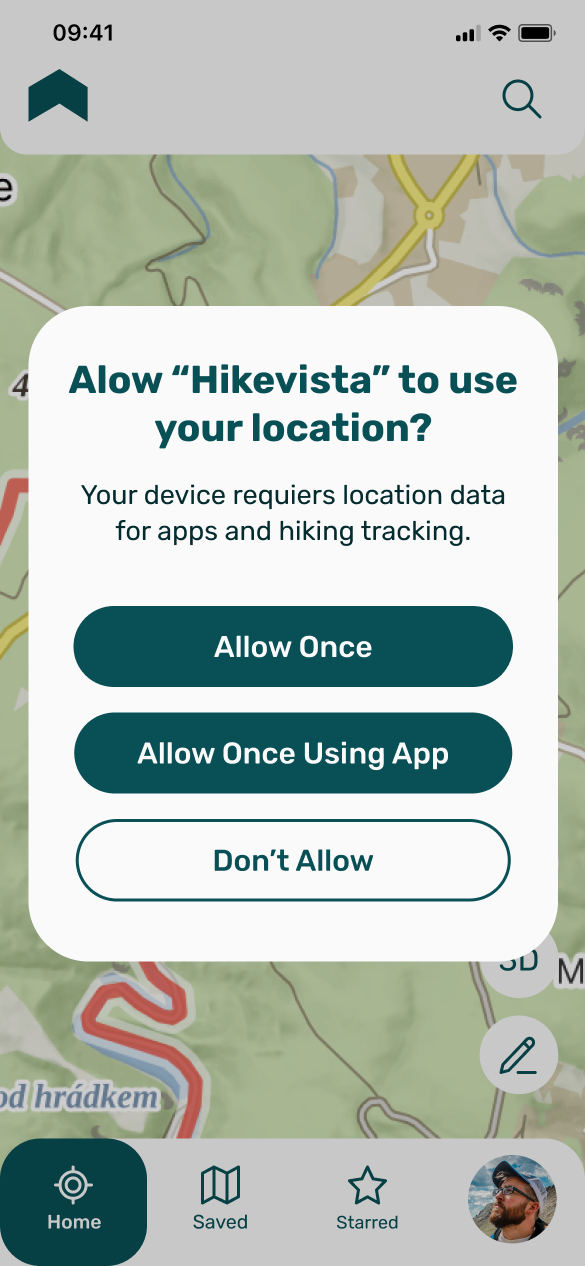 09:41
e
4
Alow “Hikevista” to use
your location?
Your device requiers location data
for apps and hiking tracking.
Allow Once
Allow Once Using App
Don’t Allow
3D
M
od hrádkem
Home
Saved
Starred